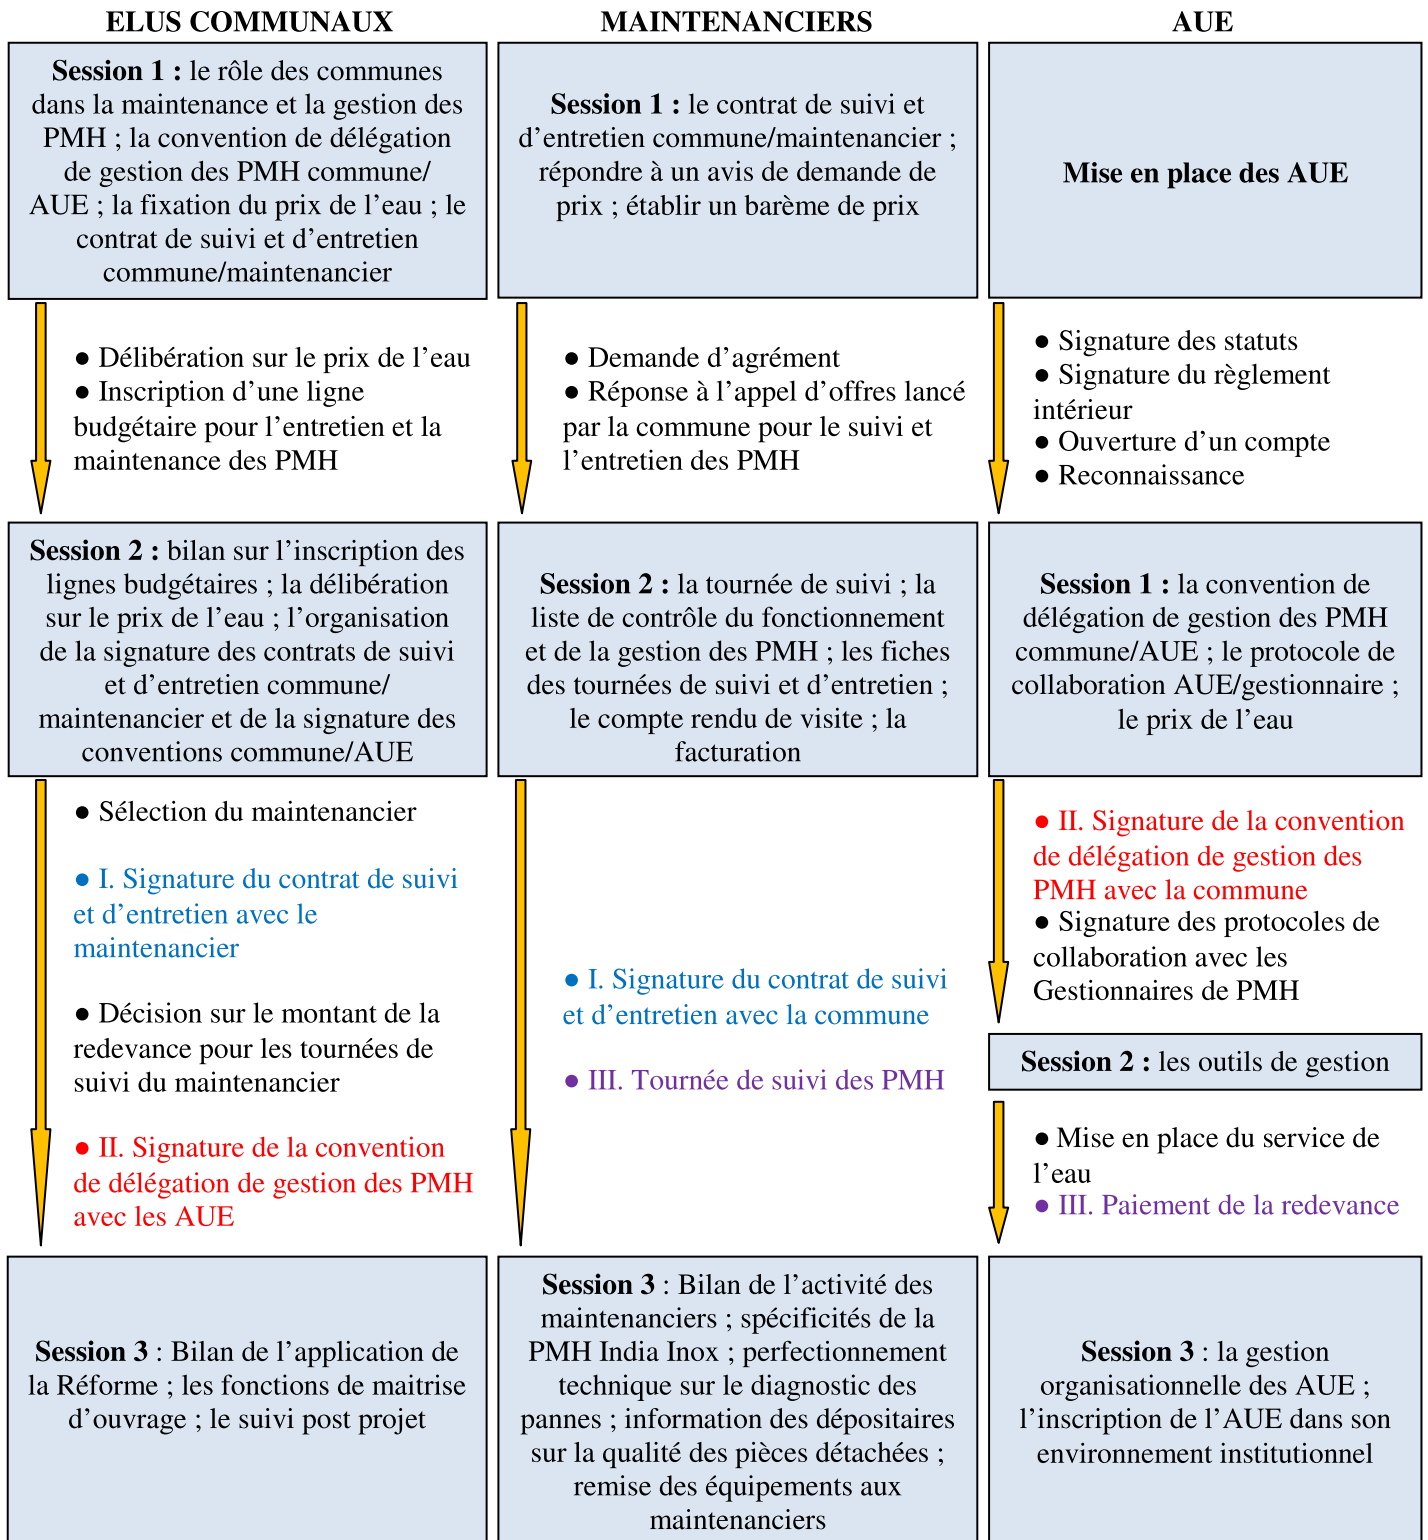 ELUS COMMUNAUX
Session 1 : le rôle des communes
dans la maintenance et la gestion des
PMH ; la convention de délégation
de gestion des PMH commune/
AUE ; la fixation du prix de l’eau ; le
contrat de suivi et d’entretien
commune/maintenancier
● Délibération sur le prix de l’eau
● Inscription d’une ligne
budgétaire pour l’entretien et la
maintenance des PMH
Session 2 : bilan sur l’inscription des
lignes budgétaires ; la délibération
sur le prix de l’eau ; l’organisation
de la signature des contrats de suivi
et d’entretien commune/
maintenancier et de la signature des
conventions commune/AUE
● Sélection du maintenancier
● I. Signature du contrat de suivi
et d’entretien avec le
maintenancier
● Décision sur le montant de la
redevance pour les tournées de
suivi du maintenancier
● II. Signature de la convention
de délégation de gestion des PMH
avec les AUE
Session 3 : Bilan de l’application de
la Réforme ; les fonctions de maitrise
d’ouvrage ; le suivi post projet
MAINTENANCIERS
Session 1 : le contrat de suivi et
d’entretien commune/maintenancier ;
répondre à un avis de demande de
prix ; établir un barème de prix
● Demande d’agrément
● Réponse à l’appel d’offres lancé
par la commune pour le suivi et
l’entretien des PMH
Session 2 : la tournée de suivi ; la
liste de contrôle du fonctionnement
et de la gestion des PMH ; les fiches
des tournées de suivi et d’entretien ;
le compte rendu de visite ; la
facturation
● I. Signature du contrat de suivi
et d’entretien avec la commune
● III. Tournée de suivi des PMH
Session 3 : Bilan de l’activité des
maintenanciers ; spécificités de la
PMH India Inox ; perfectionnement
technique sur le diagnostic des
pannes ; information des dépositaires
sur la qualité des pièces détachées ;
remise des équipements aux
maintenanciers
AUE
Mise en place des AUE
● Signature des statuts
● Signature du règlement
intérieur
● Ouverture d’un compte
● Reconnaissance
Session 1 : la convention de
délégation de gestion des PMH
commune/AUE ; le protocole de
collaboration AUE/gestionnaire ;
le prix de l’eau
● II. Signature de la convention
de délégation de gestion des
PMH avec la commune
● Signature des protocoles de
collaboration avec les
Gestionnaires de PMH
Session 2 : les outils de gestion
● Mise en place du service de
l’eau
● III. Paiement de la redevance
Session 3 : la gestion
organisationnelle des AUE ;
l’inscription de l’AUE dans son
environnement institutionnel